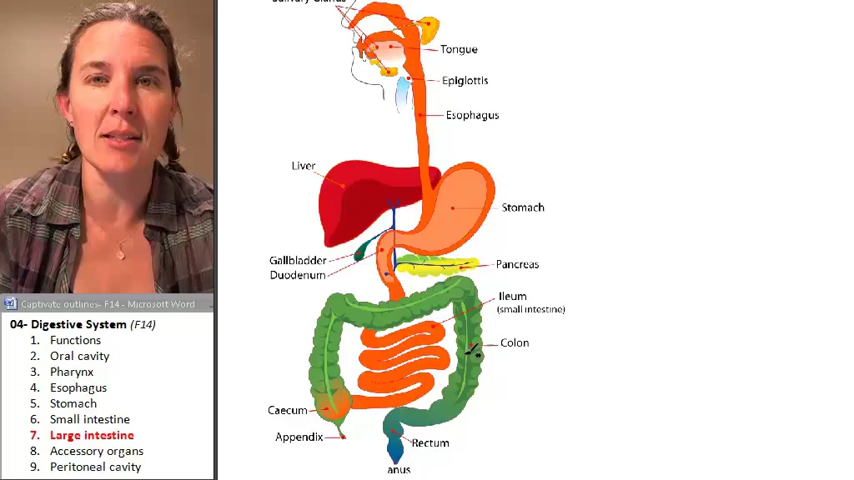 Salivary Glands
Tongue
Epiglottis
Esophagus
Liver
Stomach
Gallbladder
Duodenum
Pancreas
Ileum
(small intestine)
Colon
Caecum
Appendix
Rectum
anus
Captivate outlines- F14 - Microsoft Word
04- Digestive System (F14)
1. Functions
2. Oral cavity
3. Pharynx
4. Esophagus
5. Stomach
6. Small intestine
7. Large intestine
8. Accessory organs
9. Peritoneal cavity